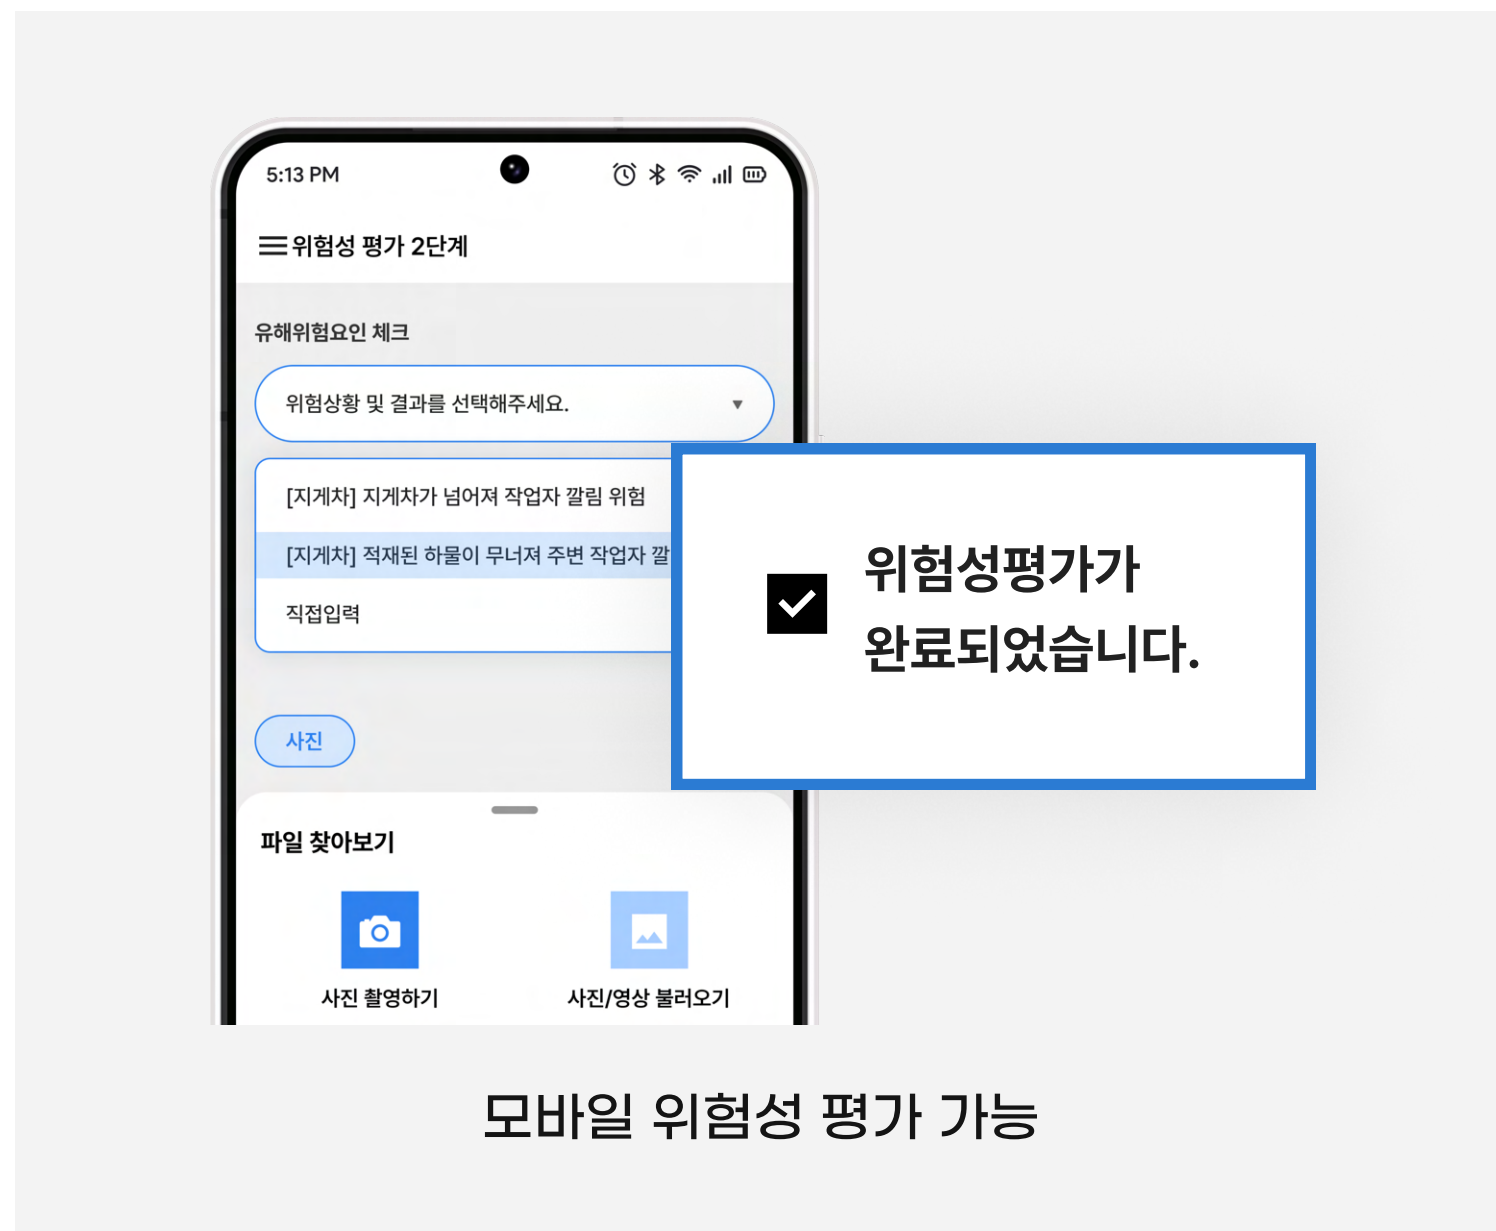 5:13 PM
위험성 평가 2단계
유해위험요인 체크
위험상황 및 결과를 선택해주세요.
[지게차] 지게차가 넘어져 작업자 깔림 위험
[지게차] 적재된 하물이 무너져 주변 작업자 깔
직접입력
위험성평가가
완료되었습니다.
사진
파일 찾아보기
사진 촬영하기
사진/영상 불러오기
모바일 위험성 평가 가능